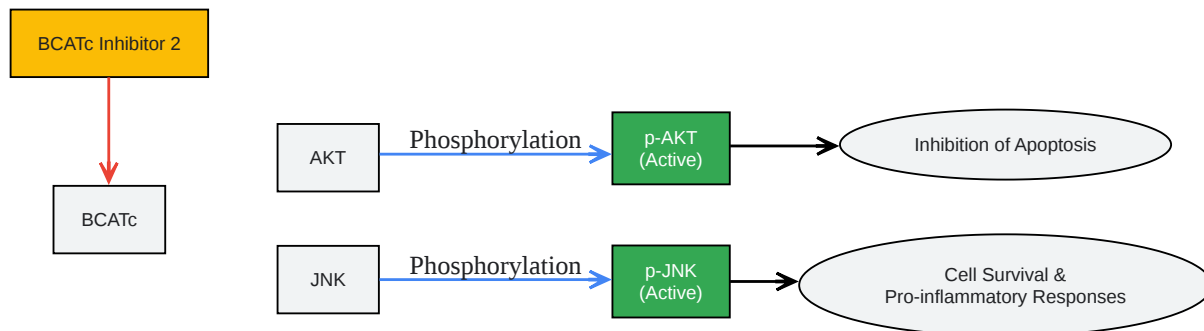 BCATc Inhibitor 2
BCATc
AKT
Phosphorylation
p-AKT
(Active)
Inhibition of Apoptosis
JNK
Phosphorylation
p-JNK
(Active)
Cell Survival &
Pro-inflammatory Responses